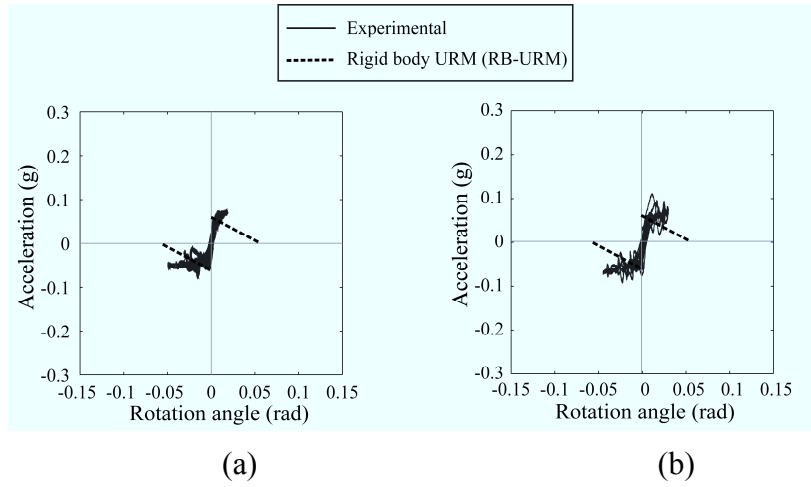 Experimental
Rigid body URM (RB-URM)
0.3
0.2
0.1
0
-0.1
-0.2
-0.3
Acceleration (g)
-0.15 -0.1 -0.05 0 0.05 0.1 0.15
Rotation angle (rad)
(a)
0.3
0.2
0.1
0
-0.1
-0.2
-0.3
Acceleration (g)
-0.15 -0.1 -0.05 0 0.05 0.1 0.15
Rotation angle (rad)
(b)